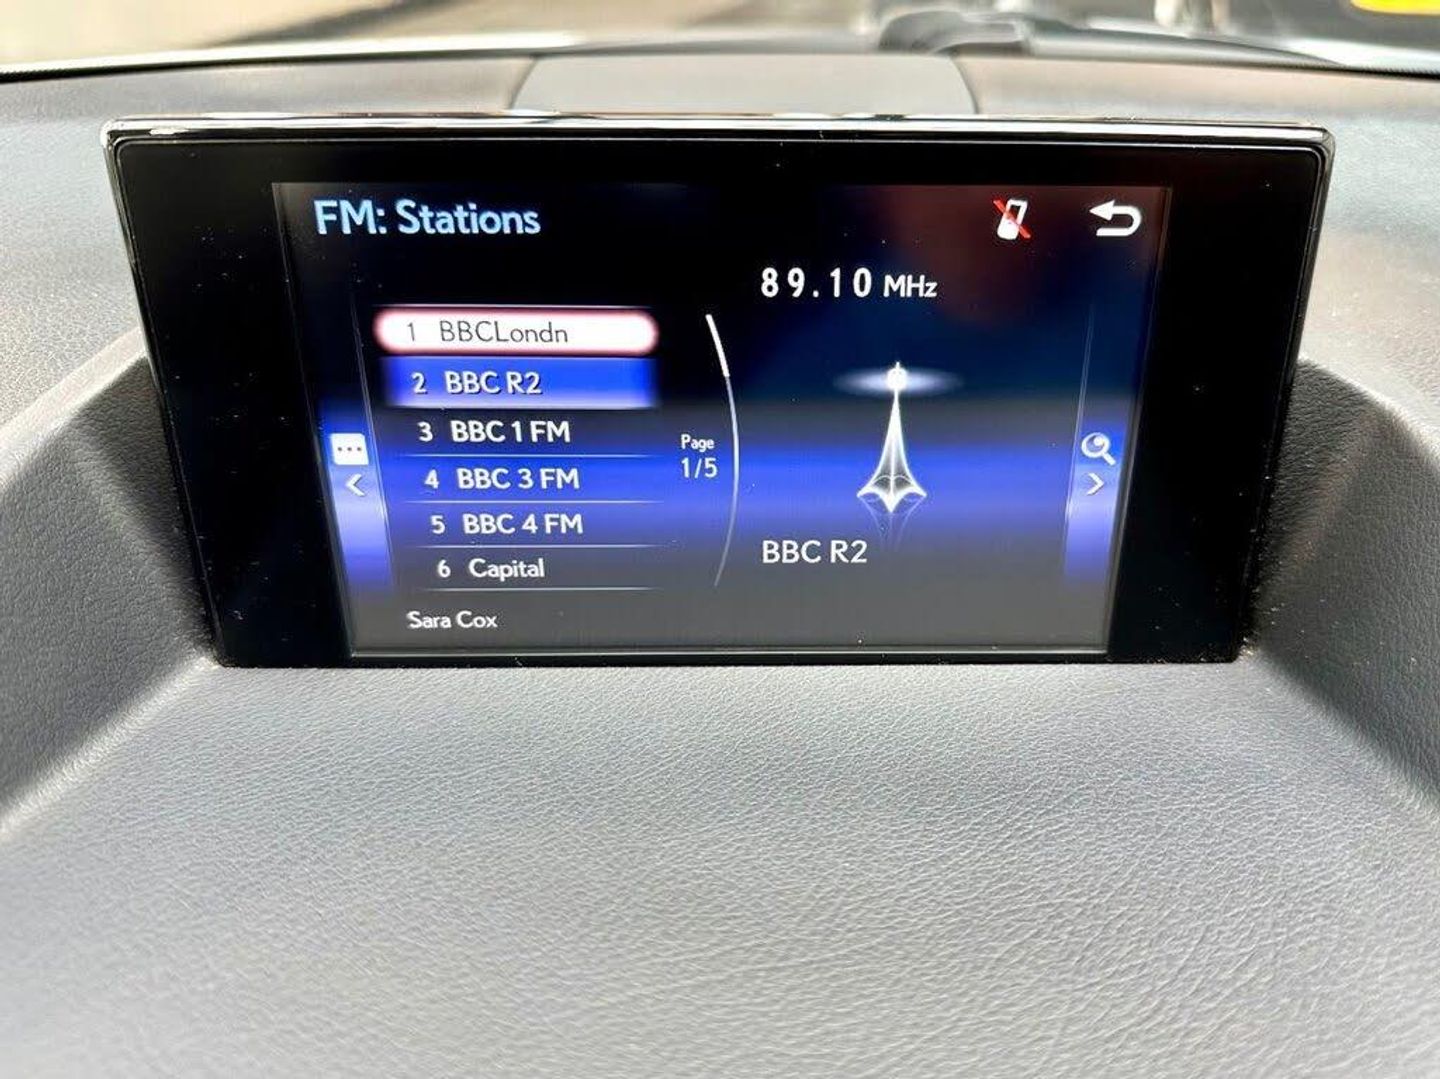 FM: Stations
89.10 MHz
1 BBCLondn
2 BBC R2
3 BBC 1 FM
4 BBC 3 FM
5 BBC 4 FM
6 Capital
Page
1/5
BBC R2
Sara Cox